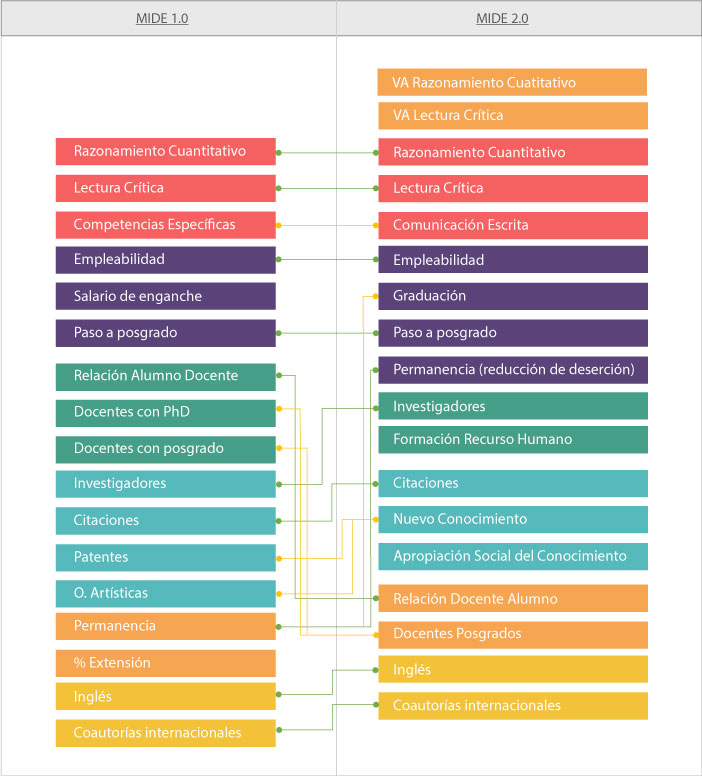 MIDE 1.0
MIDE 2.0
Razonamiento Cuantitativo
Lectura Crítica
Competencias Específicas
Empleabilidad
Salario de enganche
Paso a posgrado
Relación Alumno Docente
Docentes con PhD
Docentes con posgrado
Investigadores
Citaciones
Patentes
O. Artísticas
Permanencia
% Extensión
Inglés
Coautorías internacionales
VA Razonamiento Cuatitativo
VA Lectura Crítica
Razonamiento Cuantitativo
Lectura Crítica
Comunicación Escrita
Empleabilidad
Graduación
Paso a posgrado
Permanencia (reducción de deserción)
Investigadores
Formación Recurso Humano
Citaciones
Nuevo Conocimiento
Apropiación Social del Conocimiento
Relación Docente Alumno
Docentes Posgrados
Inglés
Coautorías internacionales